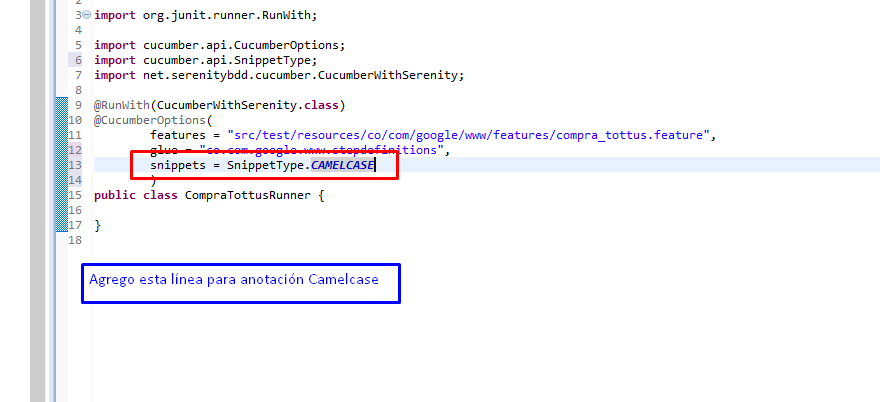 2
3 import org.junit.runner.RunWith;
4
5 import cucumber.api.CucumberOptions;
6 import cucumber.api.SnippetType;
7 import net.serenitybdd.cucumber.CucumberWithSerenity;
8
9 @RunWith(CucumberWithSerenity.class)
10 @CucumberOptions(
11 features = "src/test/resources/co/com/google/www/features/compra_tottus.feature",
12 glue = "co.com.google.www.stepdefinitions",
13 snippets = SnippetType.CAMELCASE
14 )
15 public class CompraTottusRunner {
16
17 }
18
Agrego esta línea para anotación Camelcase